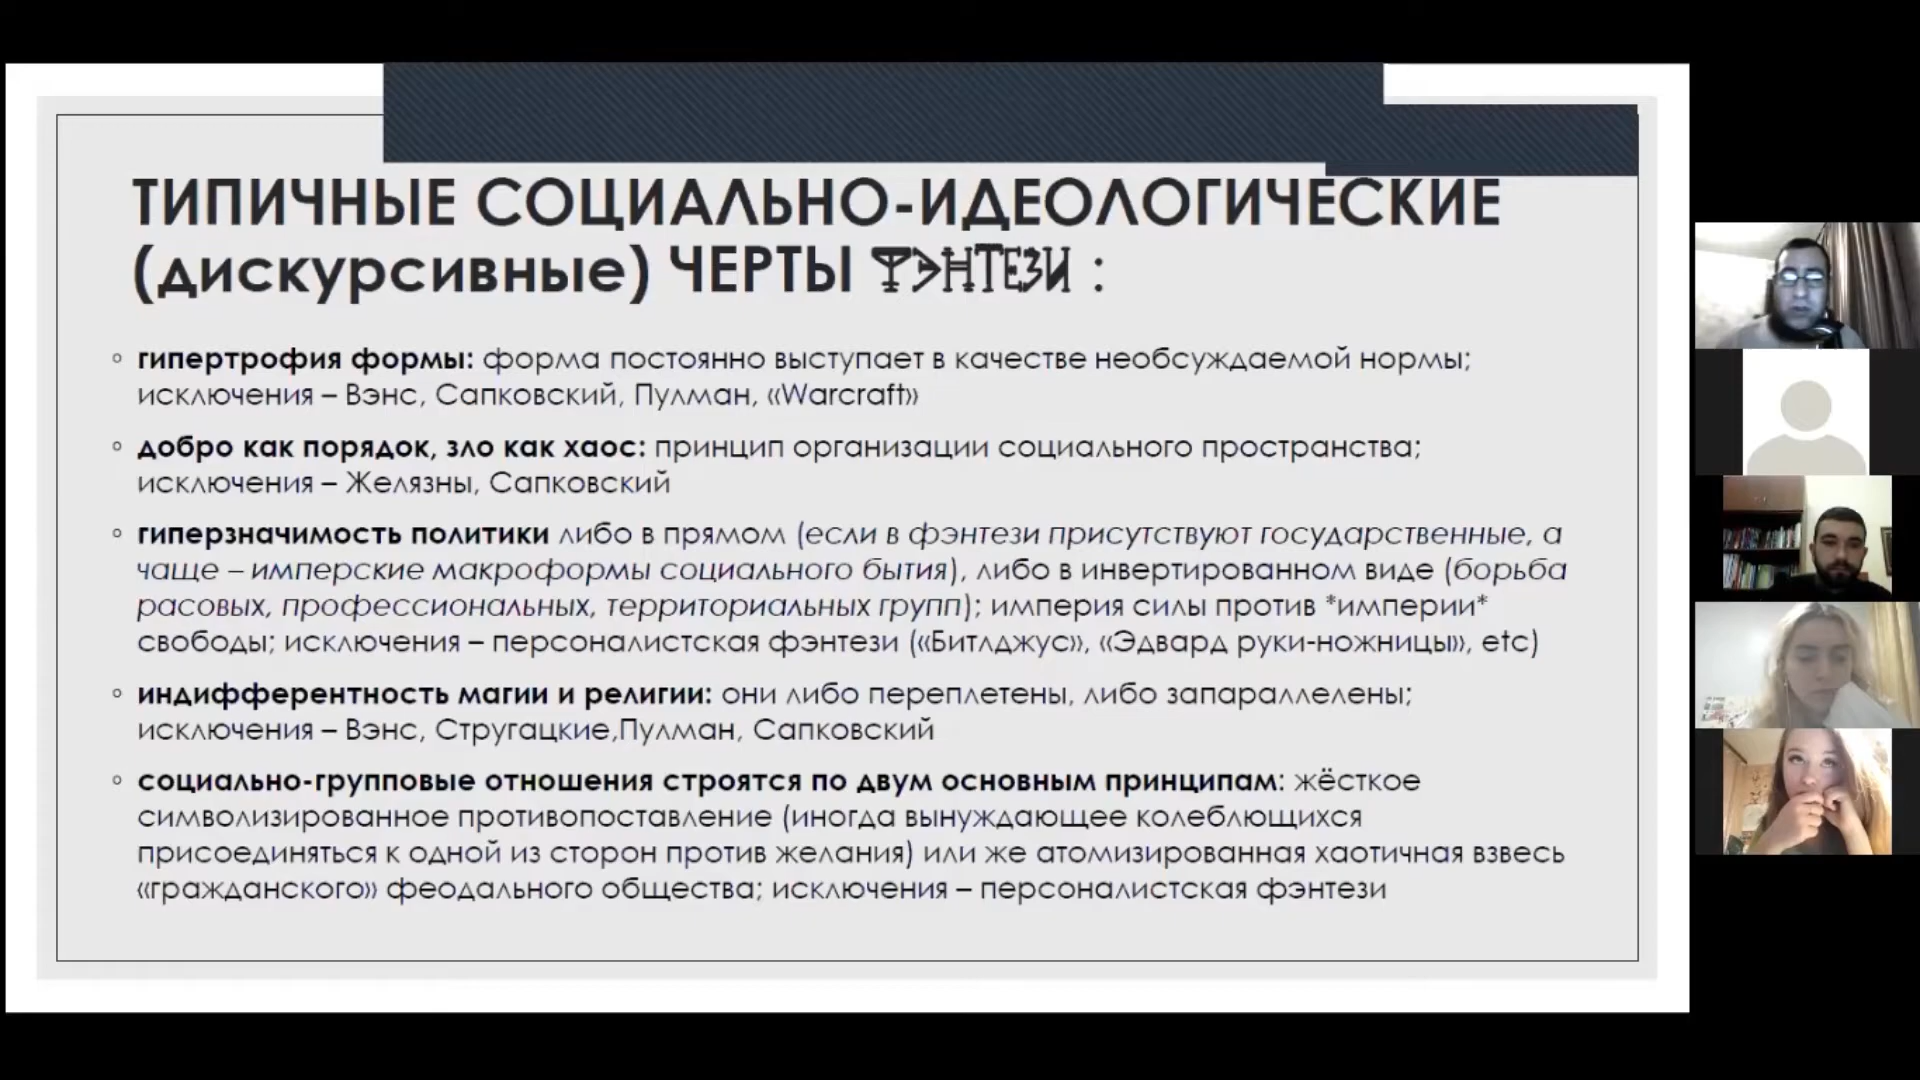 ТИПИЧНЫЕ СОЦИАЛЬНО-ИДЕОЛОГИЧЕСКИЕ
(дискурсивные) ЧЕРТЫ ФЭНТЕЗИ :
гипертрофия формы: форма постоянно выступает в качестве необсуждаемой нормы;
исключения – Вэнс, Сапковский, Пулман, «Warcraft»
добро как порядок, зло как хаос: принцип организации социального пространства;
исключения – Желязны, Сапковский
гиперзначимость политики либо в прямом (если в фэнтези присутствуют государственные, а
чаще – имперские макроформы социального бытия), либо в инвертированном виде (борьба
расовых, профессиональных, территориальных групп); империя силы против *империи*
свободы; исключения – персоналистская фэнтези («Битлджус», «Эдвард руки-ножницы», etc)
индифферентность магии и религии: они либо переплетены, либо запараллелены;
исключения – Вэнс, Стругацкие,Пулман, Сапковский
социально-групповые отношения строятся по двум основным принципам: жёсткое
символизированное противопоставление (иногда вынуждающее колеблющихся
присоединяться к одной из сторон против желания) или же атомизированная хаотичная взвесь
«гражданского» феодального общества; исключения – персоналистская фэнтези